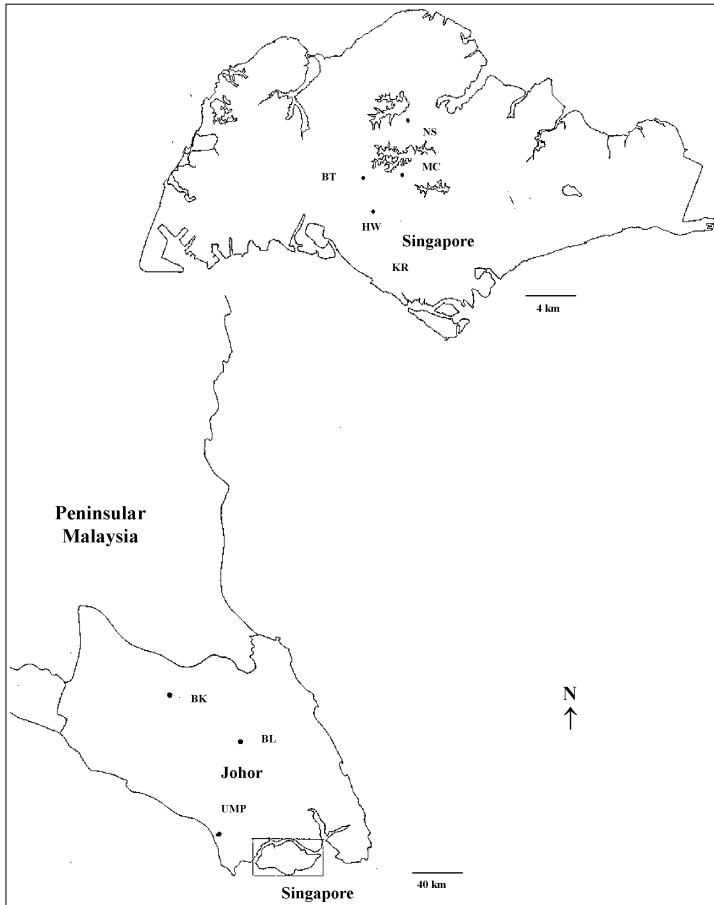 NS
BT
MC
HW
Singapore
KR
4 km
Peninsular
Malaysia
N
BK
BL
Johor
UMP
40 km
Singapore